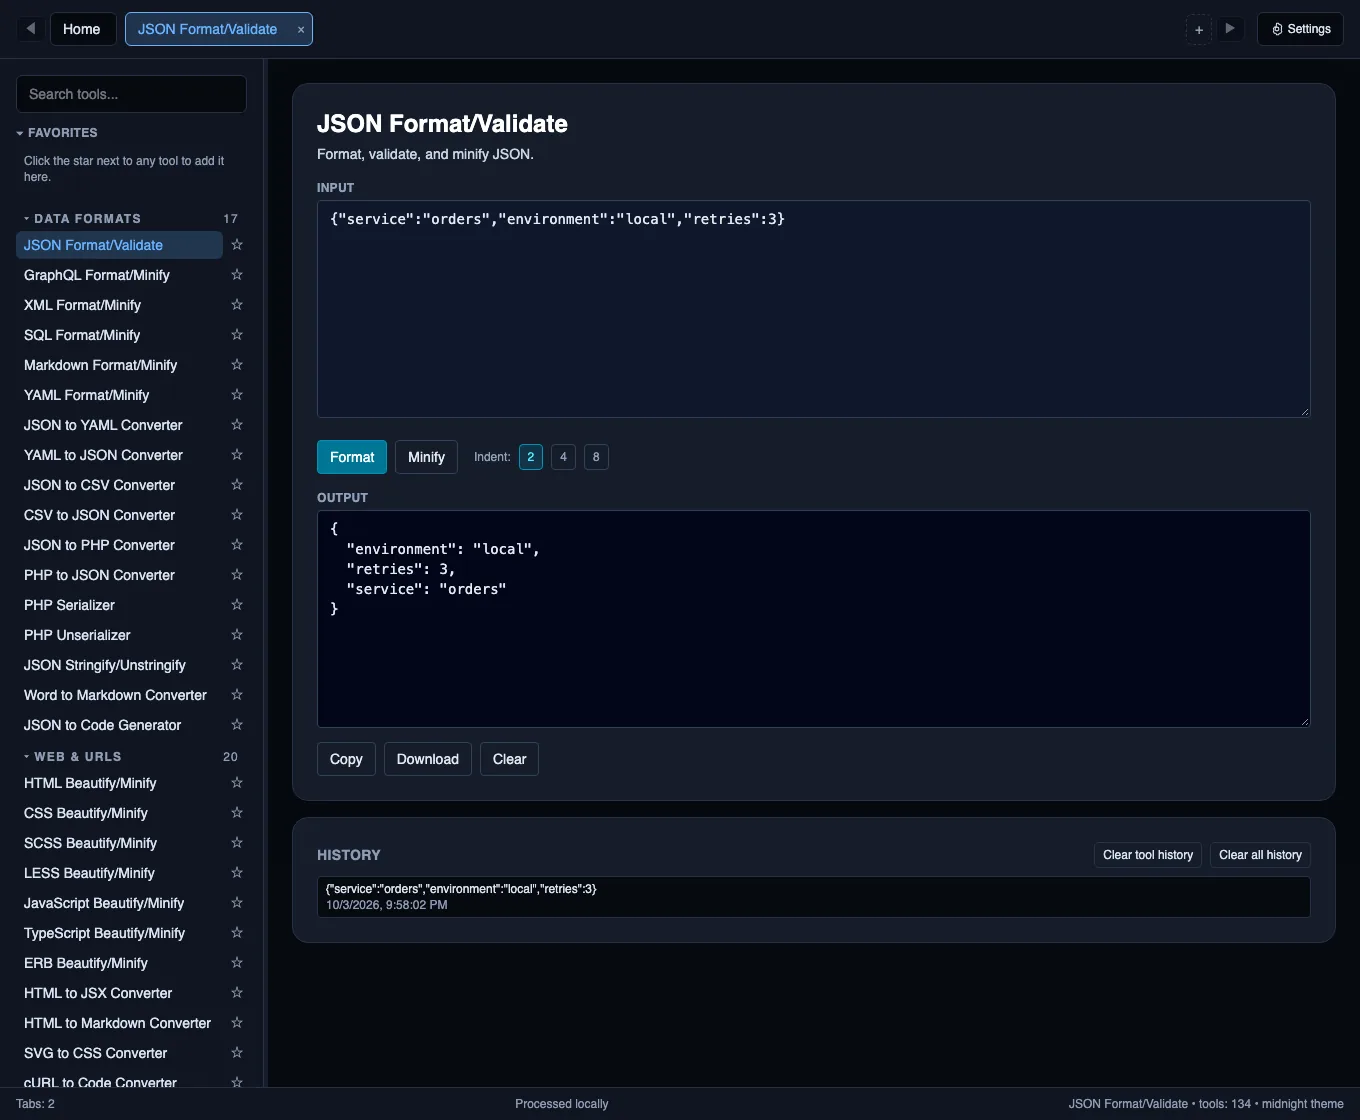 Home
JSON Format/Validate ×
+
Settings
Search tools...
FAVORITES
Click the star next to any tool to add it
here.
DATA FORMATS 17
JSON Format/Validate
GraphQL Format/Minify
XML Format/Minify
SQL Format/Minify
Markdown Format/Minify
YAML Format/Minify
JSON to YAML Converter
YAML to JSON Converter
JSON to CSV Converter
CSV to JSON Converter
JSON to PHP Converter
PHP to JSON Converter
PHP Serializer
PHP Unserializer
JSON Stringify/Unstringify
Word to Markdown Converter
JSON to Code Generator
WEB & URLS 20
HTML Beautify/Minify
CSS Beautify/Minify
SCSS Beautify/Minify
LESS Beautify/Minify
JavaScript Beautify/Minify
TypeScript Beautify/Minify
ERB Beautify/Minify
HTML to JSX Converter
HTML to Markdown Converter
SVG to CSS Converter
cURL to Code Converter
JSON Format/Validate
Format, validate, and minify JSON.
INPUT
{"service":"orders","environment":"local","retries":3}
Format Minify Indent: 2 4 8
OUTPUT
{
  "environment": "local",
  "retries": 3,
  "service": "orders"
}
Copy Download Clear
HISTORY Clear tool history Clear all history
{"service":"orders","environment":"local","retries":3}
10/3/2026, 9:58:02 PM
Tabs: 2 Processed locally JSON Format/Validate • tools: 134 • midnight theme